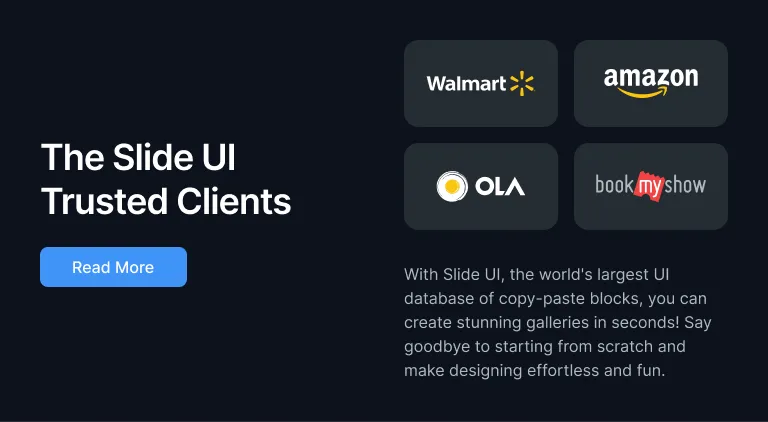 The Slide UI
Trusted Clients
Read More
Walmart
amazon
OLA
bookmyshow
With Slide UI, the world's largest UI
database of copy-paste blocks, you can
create stunning galleries in seconds! Say
goodbye to starting from scratch and
make designing effortless and fun.